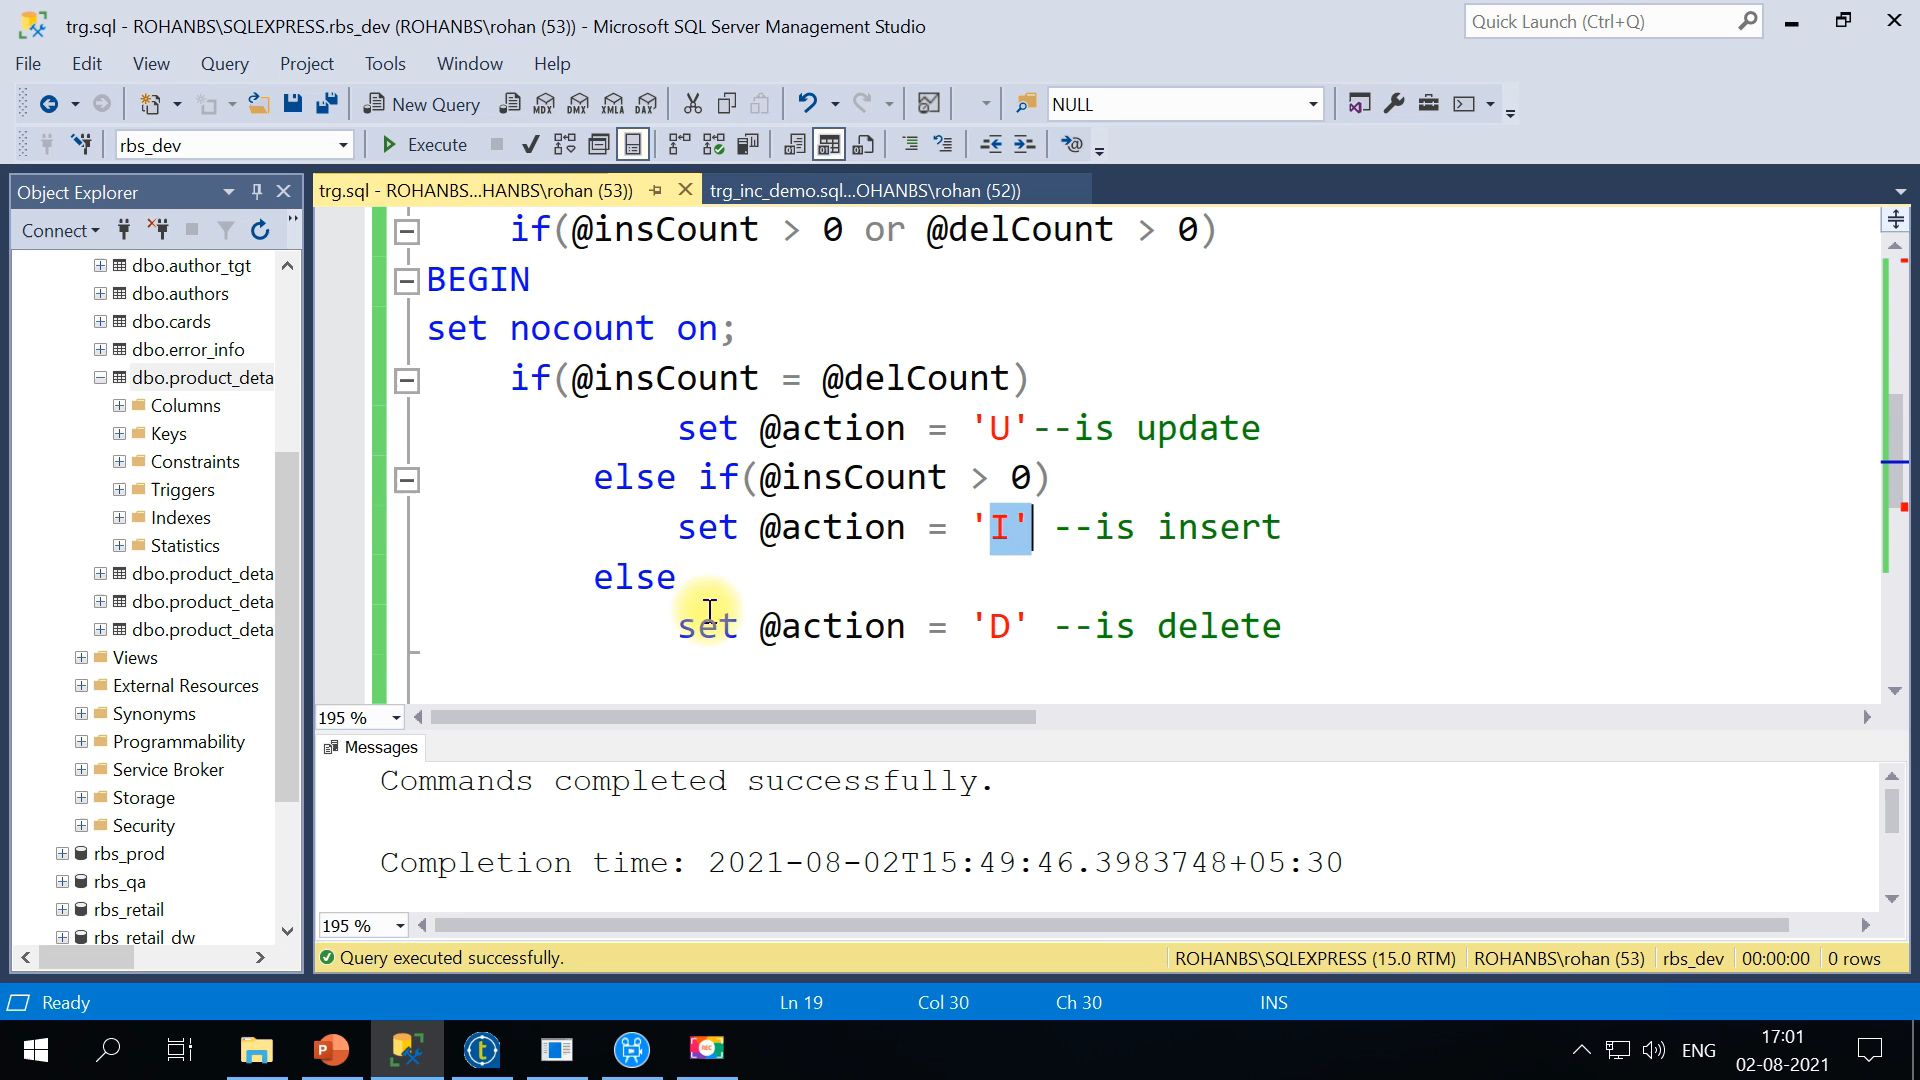 trg.sql - ROHANBS\SQLEXPRESS.rbs_dev (ROHANBS\rohan (53)) - Microsoft SQL Server Management Studio
Quick Launch (Ctrl+Q)
File Edit View Query Project Tools Window Help
New Query MDX DMX XMLA DAX NULL
rbs_dev Execute
Object Explorer
trg.sql - ROHANBS...HANBS\rohan (53)) trg_inc_demo.sql...OHANBS\rohan (52))
Connect
dbo.author_tgt
dbo.authors
dbo.cards
dbo.error_info
dbo.product_deta
Columns
Keys
Constraints
Triggers
Indexes
Statistics
dbo.product_deta
dbo.product_deta
dbo.product_deta
Views
External Resources
Synonyms
Programmability
Service Broker
Storage
Security
rbs_prod
rbs_qa
rbs_retail
rbs_retail_dw
if(@insCount > 0 or @delCount > 0)
BEGIN
set nocount on;
if(@insCount = @delCount)
set @action = 'U'--is update
else if(@insCount > 0)
set @action = 'I' --is insert
else
set @action = 'D' --is delete
195 %
Messages
Commands completed successfully.
Completion time: 2021-08-02T15:49:46.3983748+05:30
195 %
Query executed successfully. ROHANBS\SQLEXPRESS (15.0 RTM) ROHANBS\rohan (53) rbs_dev 00:00:00 0 rows
Ready Ln 19 Col 30 Ch 30 INS
P t REC ENG 17:01
02-08-2021